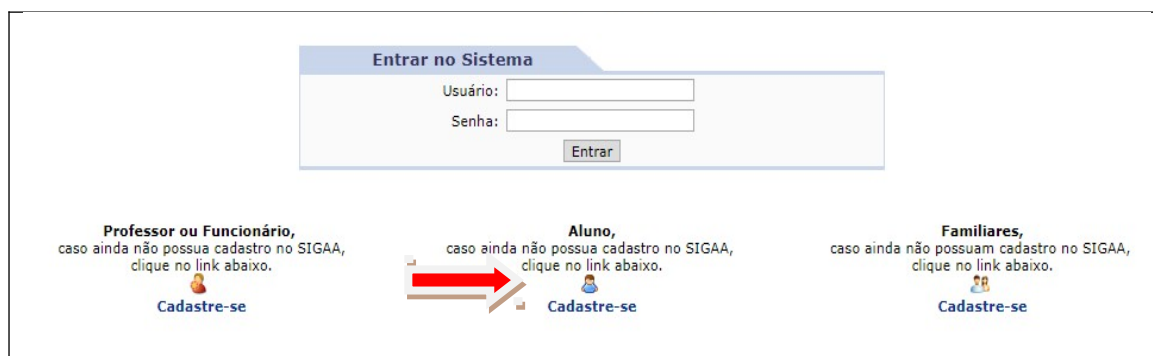 Entrar no Sistema
Usuário:
Senha:
Entrar
Professor ou Funcionário,
caso ainda não possua cadastro no SIGAA,
clique no link abaixo.
Cadastre-se
Aluno,
caso ainda não possua cadastro no SIGAA,
clique no link abaixo.
Cadastre-se
Familiares,
caso ainda não possuam cadastro no SIGAA,
clique no link abaixo.
Cadastre-se